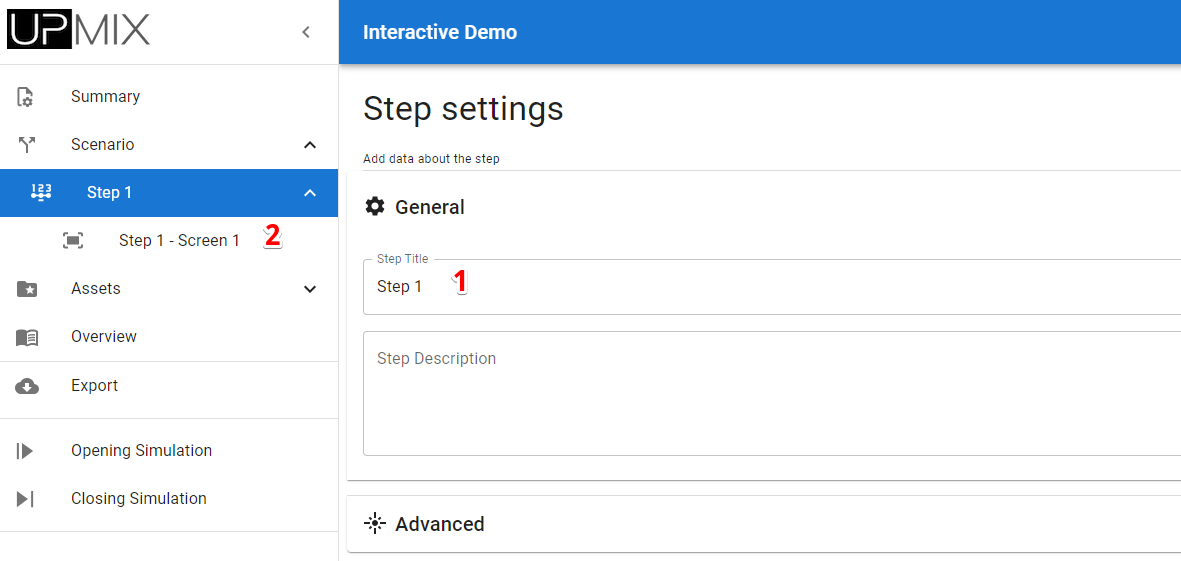 UPMIX
Interactive Demo
Summary
Scenario
123
Step 1
Step 1 - Screen 1 2
Assets
Overview
Export
Opening Simulation
Closing Simulation
Step settings
Add data about the step
General
Step Title
Step 1 1
Step Description
Advanced